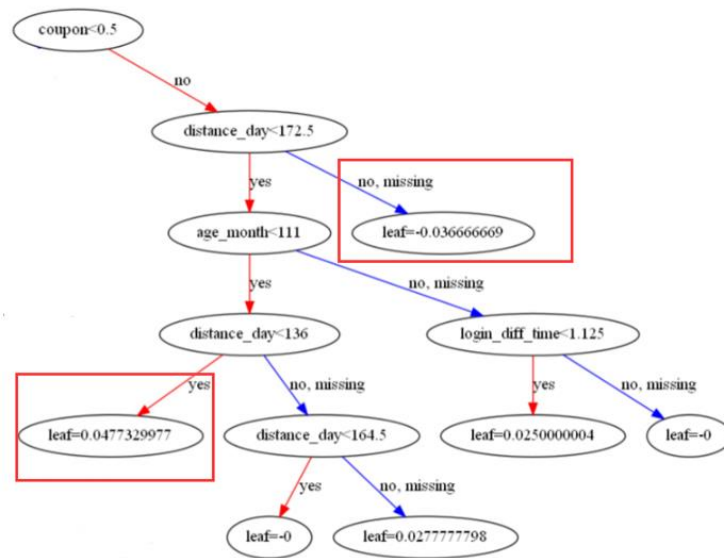 coupon<0.5
no
distance_day<172.5
yes
no, missing
age_month<111
leaf=-0.036666669
yes
no, missing
distance_day<136
login_diff_time<1.125
yes
no, missing
yes
no, missing
leaf=0.0477329977
distance_day<164.5
leaf=0.0250000004
leaf=-0
yes
no, missing
leaf=-0
leaf=0.0277777798